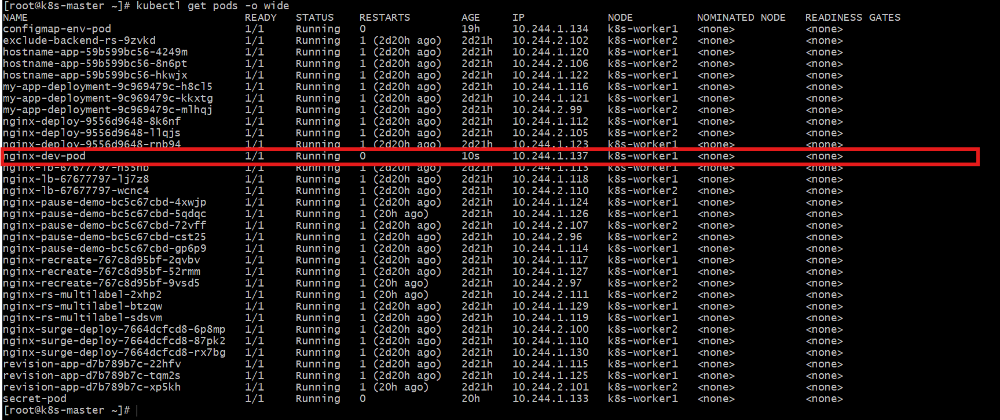 [root@k8s-master ~]# kubectl get pods -o wide
NAME READY STATUS RESTARTS AGE IP NODE NOMINATED NODE READINESS GATES
configmap-env-pod 1/1 Running 0 19h 10.244.1.134 k8s-worker1 <none> <none>
exclude-backend-rs-9zvkd 1/1 Running 1 (2d20h ago) 2d21h 10.244.2.102 k8s-worker2 <none> <none>
hostname-app-59b599bc56-4249m 1/1 Running 1 (2d20h ago) 2d21h 10.244.1.120 k8s-worker1 <none> <none>
hostname-app-59b599bc56-8n6pt 1/1 Running 1 (2d20h ago) 2d21h 10.244.2.106 k8s-worker2 <none> <none>
hostname-app-59b599bc56-hkwjx 1/1 Running 1 (2d20h ago) 2d21h 10.244.1.122 k8s-worker1 <none> <none>
my-app-deployment-9c969479c-h8cl5 1/1 Running 1 (2d20h ago) 2d21h 10.244.1.116 k8s-worker1 <none> <none>
my-app-deployment-9c969479c-kkxtg 1/1 Running 1 (2d20h ago) 2d21h 10.244.1.121 k8s-worker1 <none> <none>
my-app-deployment-9c969479c-mlhqj 1/1 Running 1 (2d20h ago) 2d21h 10.244.2.99 k8s-worker2 <none> <none>
nginx-deploy-9556d9648-8k6nf 1/1 Running 1 (2d20h ago) 2d21h 10.244.1.112 k8s-worker1 <none> <none>
nginx-deploy-9556d9648-llqjs 1/1 Running 1 (2d20h ago) 2d21h 10.244.2.105 k8s-worker2 <none> <none>
nginx-deploy-9556d9648-rnb94 1/1 Running 1 (2d20h ago) 2d21h 10.244.1.123 k8s-worker1 <none> <none>
nginx-dev-pod 1/1 Running 0 10s 10.244.1.137 k8s-worker1 <none> <none>
nginx-lb-67677797-h55hb 1/1 Running 1 (2d20h ago) 2d21h 10.244.1.113 k8s-worker1 <none> <none>
nginx-lb-67677797-lj7z8 1/1 Running 1 (2d20h ago) 2d21h 10.244.1.118 k8s-worker1 <none> <none>
nginx-lb-67677797-wcnc4 1/1 Running 1 (2d20h ago) 2d21h 10.244.2.110 k8s-worker2 <none> <none>
nginx-pause-demo-bc5c67cbd-4xwjp 1/1 Running 1 (2d20h ago) 2d21h 10.244.1.124 k8s-worker1 <none> <none>
nginx-pause-demo-bc5c67cbd-5qdqc 1/1 Running 1 (20h ago) 2d21h 10.244.1.126 k8s-worker1 <none> <none>
nginx-pause-demo-bc5c67cbd-72vff 1/1 Running 1 (2d20h ago) 2d21h 10.244.2.107 k8s-worker2 <none> <none>
nginx-pause-demo-bc5c67cbd-cst25 1/1 Running 1 (2d20h ago) 2d21h 10.244.2.96 k8s-worker2 <none> <none>
nginx-pause-demo-bc5c67cbd-gp6p9 1/1 Running 1 (2d20h ago) 2d21h 10.244.1.114 k8s-worker1 <none> <none>
nginx-recreate-767c8d95bf-2qvbv 1/1 Running 1 (2d20h ago) 2d21h 10.244.1.117 k8s-worker1 <none> <none>
nginx-recreate-767c8d95bf-52rmm 1/1 Running 1 (2d20h ago) 2d21h 10.244.1.127 k8s-worker1 <none> <none>
nginx-recreate-767c8d95bf-9vsd5 1/1 Running 1 (20h ago) 2d21h 10.244.2.97 k8s-worker2 <none> <none>
nginx-rs-multilabel-2xhp2 1/1 Running 1 (20h ago) 2d21h 10.244.2.111 k8s-worker2 <none> <none>
nginx-rs-multilabel-btzqw 1/1 Running 1 (2d20h ago) 2d21h 10.244.1.129 k8s-worker1 <none> <none>
nginx-rs-multilabel-sdsvm 1/1 Running 1 (2d20h ago) 2d21h 10.244.1.119 k8s-worker1 <none> <none>
nginx-surge-deploy-7664dcfcd8-6p8mp 1/1 Running 1 (2d20h ago) 2d21h 10.244.2.100 k8s-worker2 <none> <none>
nginx-surge-deploy-7664dcfcd8-87pk2 1/1 Running 1 (2d20h ago) 2d21h 10.244.1.110 k8s-worker1 <none> <none>
nginx-surge-deploy-7664dcfcd8-rx7bg 1/1 Running 1 (2d20h ago) 2d21h 10.244.1.130 k8s-worker1 <none> <none>
revision-app-d7b789b7c-22hfv 1/1 Running 1 (2d20h ago) 2d21h 10.244.1.115 k8s-worker1 <none> <none>
revision-app-d7b789b7c-tqm2s 1/1 Running 1 (2d20h ago) 2d21h 10.244.1.125 k8s-worker1 <none> <none>
revision-app-d7b789b7c-xp5kh 1/1 Running 1 (20h ago) 2d21h 10.244.2.101 k8s-worker2 <none> <none>
secret-pod 1/1 Running 0 20h 10.244.1.133 k8s-worker1 <none> <none>
[root@k8s-master ~]#